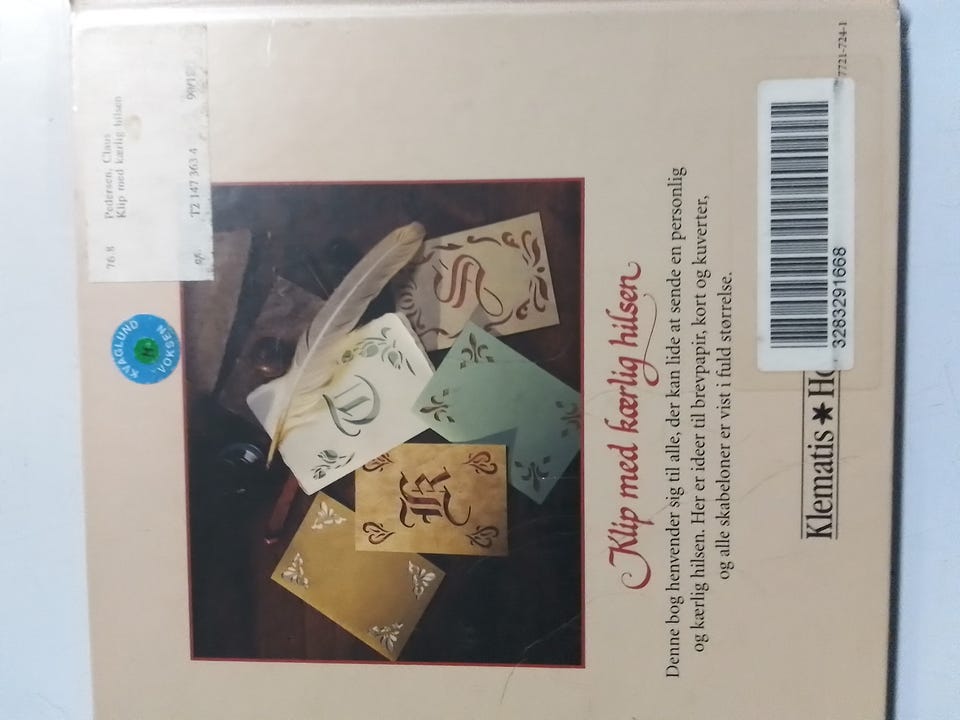 76.8 Pedersen, Claus
Klip med kærlig hilsen
T2 147 363 4
KVAGLUND
VOKSEN
H
D
S
K
Klip med kærlig hilsen
Denne bog henvender sig til alle, der kan lide at sende en personlig
og kærlig hilsen. Her er ideer til brevpapir, kort og kuverter,
og alle skabeloner er vist i fuld størrelse.
Klematis
3283291668
7721-724-1